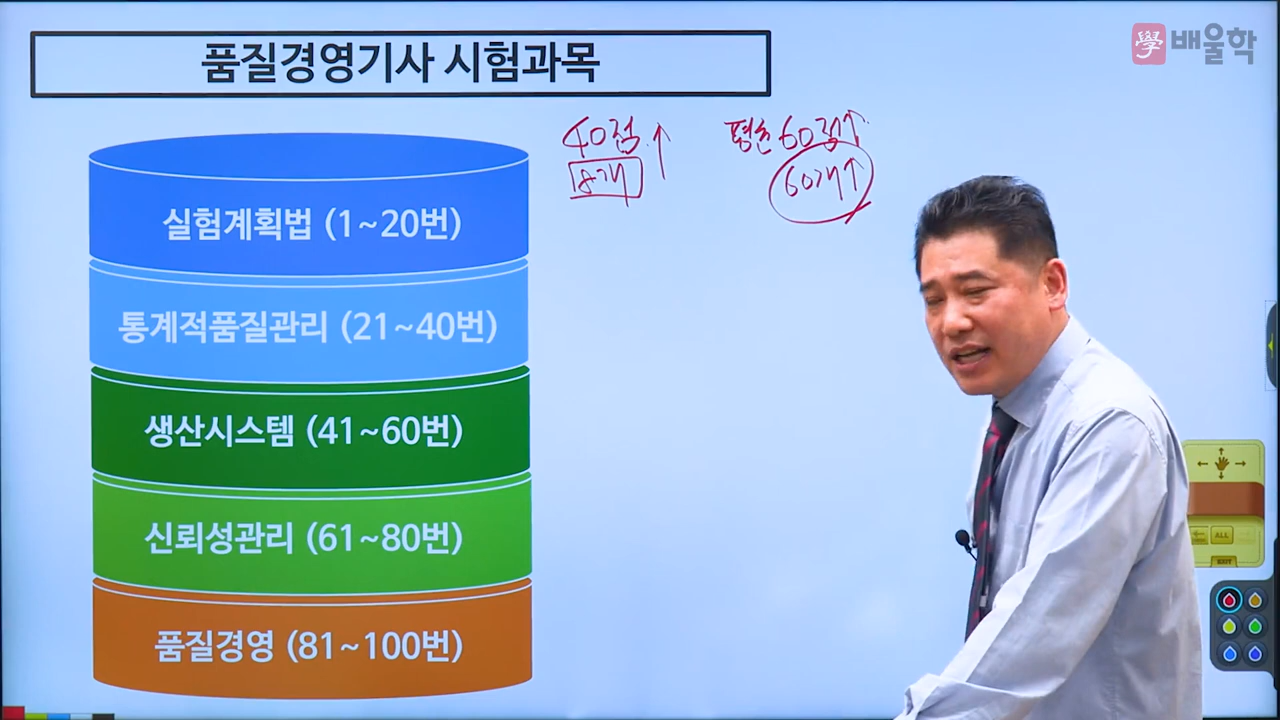 품질경영기사 시험과목
學 배울학
40점↑
8개
평균 60점↑
60개↑
실험계획법 (1~20번)
통계적품질관리 (21~40번)
생산시스템 (41~60번)
신뢰성관리 (61~80번)
품질경영 (81~100번)
ALL
EXIT